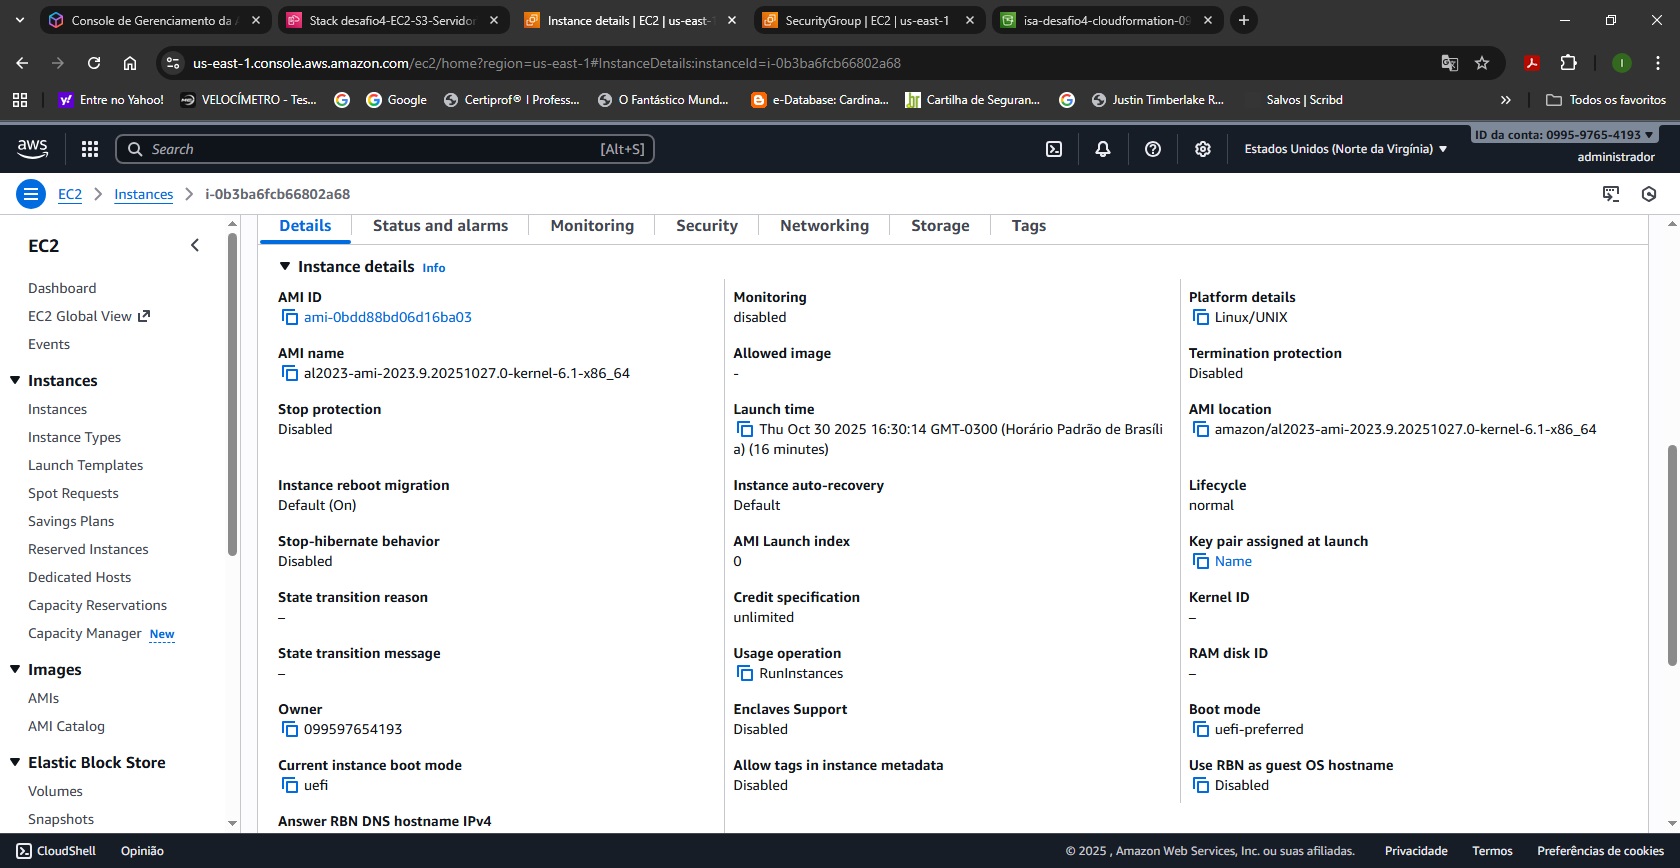 Console de Gerenciamento da A
Stack desafio4-EC2-S3-Servidor
Instance details | EC2 | us-east-1
SecurityGroup | EC2 | us-east-1
isa-desafio4-cloudformation-09
us-east-1.console.aws.amazon.com/ec2/home?region=us-east-1#InstanceDetails:instanceId=i-0b3ba6fcb66802a68
I
Entre no Yahoo!
VELOCÍMETRO - Tes...
Google
Certiprof® | Profess...
O Fantástico Mund...
e-Database: Cardina...
Cartilha de Seguran...
Justin Timberlake R...
Salvos | Scribd
»
Todos os favoritos
aws
Search
[Alt+S]
Estados Unidos (Norte da Virgínia)
ID da conta: 0995-9765-4193
administrador
EC2 > Instances > i-0b3ba6fcb66802a68
EC2
Dashboard
EC2 Global View
Events
Instances
Instances
Instance Types
Launch Templates
Spot Requests
Savings Plans
Reserved Instances
Dedicated Hosts
Capacity Reservations
Capacity Manager New
Images
AMIs
AMI Catalog
Elastic Block Store
Volumes
Snapshots
Details
Status and alarms
Monitoring
Security
Networking
Storage
Tags
Instance details Info
AMI ID
ami-0bdd88bd06d16ba03
Monitoring
disabled
Platform details
Linux/UNIX
AMI name
al2023-ami-2023.9.20251027.0-kernel-6.1-x86_64
Allowed image
-
Termination protection
Disabled
Stop protection
Disabled
Launch time
Thu Oct 30 2025 16:30:14 GMT-0300 (Horário Padrão de Brasíli
a) (16 minutes)
AMI location
amazon/al2023-ami-2023.9.20251027.0-kernel-6.1-x86_64
Instance reboot migration
Default (On)
Instance auto-recovery
Default
Lifecycle
normal
Stop-hibernate behavior
Disabled
AMI Launch index
0
Key pair assigned at launch
Name
State transition reason
–
Credit specification
unlimited
Kernel ID
–
State transition message
–
Usage operation
RunInstances
RAM disk ID
–
Owner
099597654193
Enclaves Support
Disabled
Boot mode
uefi-preferred
Current instance boot mode
uefi
Allow tags in instance metadata
Disabled
Use RBN as guest OS hostname
Disabled
Answer RBN DNS hostname IPv4
CloudShell
Opinião
© 2025 , Amazon Web Services, Inc. ou suas afiliadas.
Privacidade
Termos
Preferências de cookies